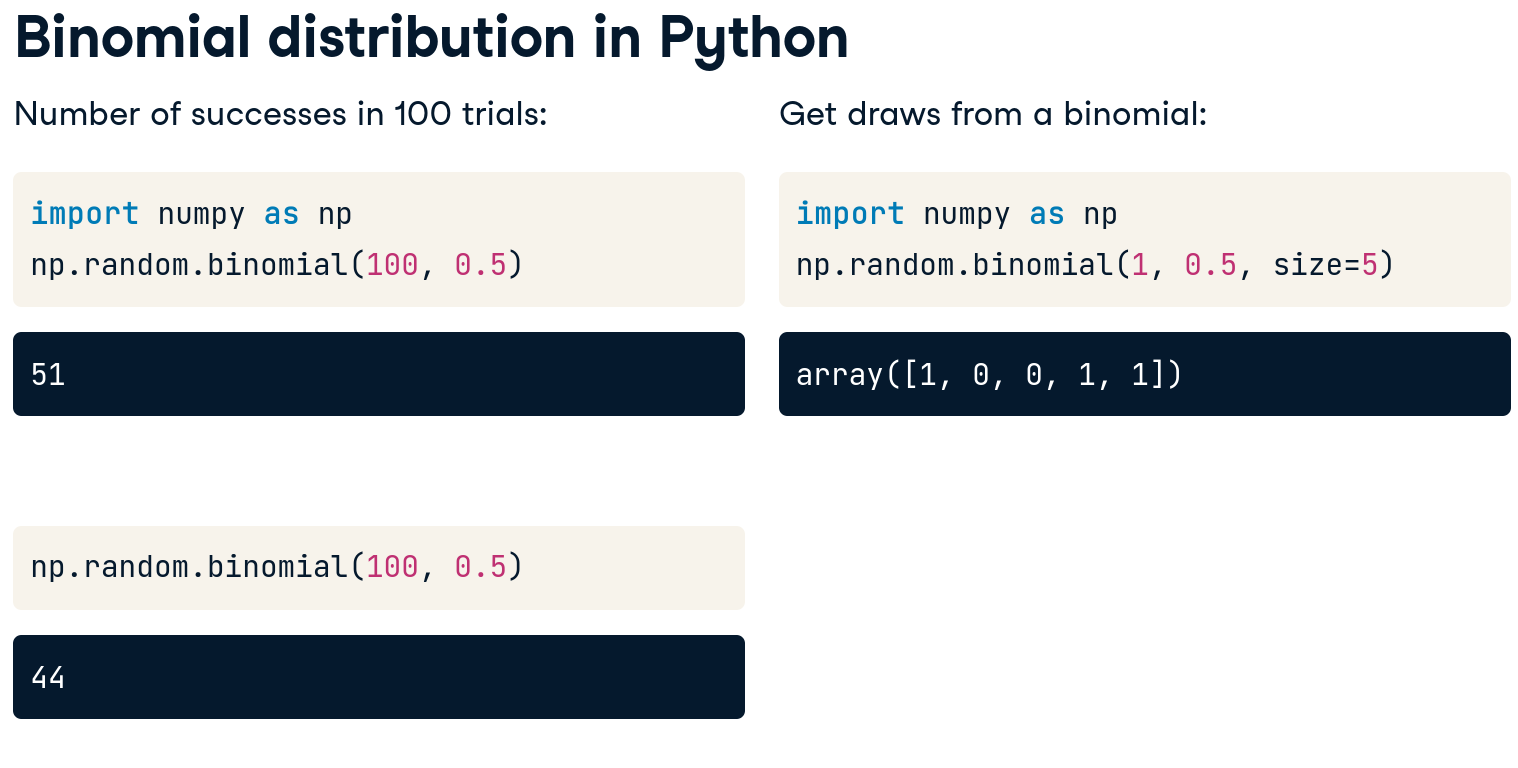 Binomial distribution in Python
Number of successes in 100 trials:
import numpy as np
np.random.binomial(100, 0.5)
51
np.random.binomial(100, 0.5)
44
Get draws from a binomial:
import numpy as np
np.random.binomial(1, 0.5, size=5)
array([1, 0, 0, 1, 1])